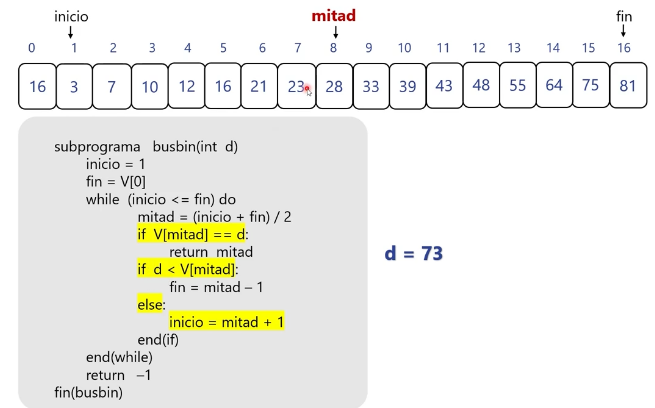 inicio mitad fin
0 1 2 3 4 5 6 7 8 9 10 11 12 13 14 15 16
16 3 7 10 12 16 21 23 28 33 39 43 48 55 64 75 81
subprograma busbin(int d)
inicio = 1
fin = V[0]
while (inicio <= fin) do
mitad = (inicio + fin) / 2
if V[mitad] == d:
return mitad
if d < V[mitad]:
fin = mitad – 1
else:
inicio = mitad + 1
end(if)
end(while)
return –1
fin(busbin)
d = 73